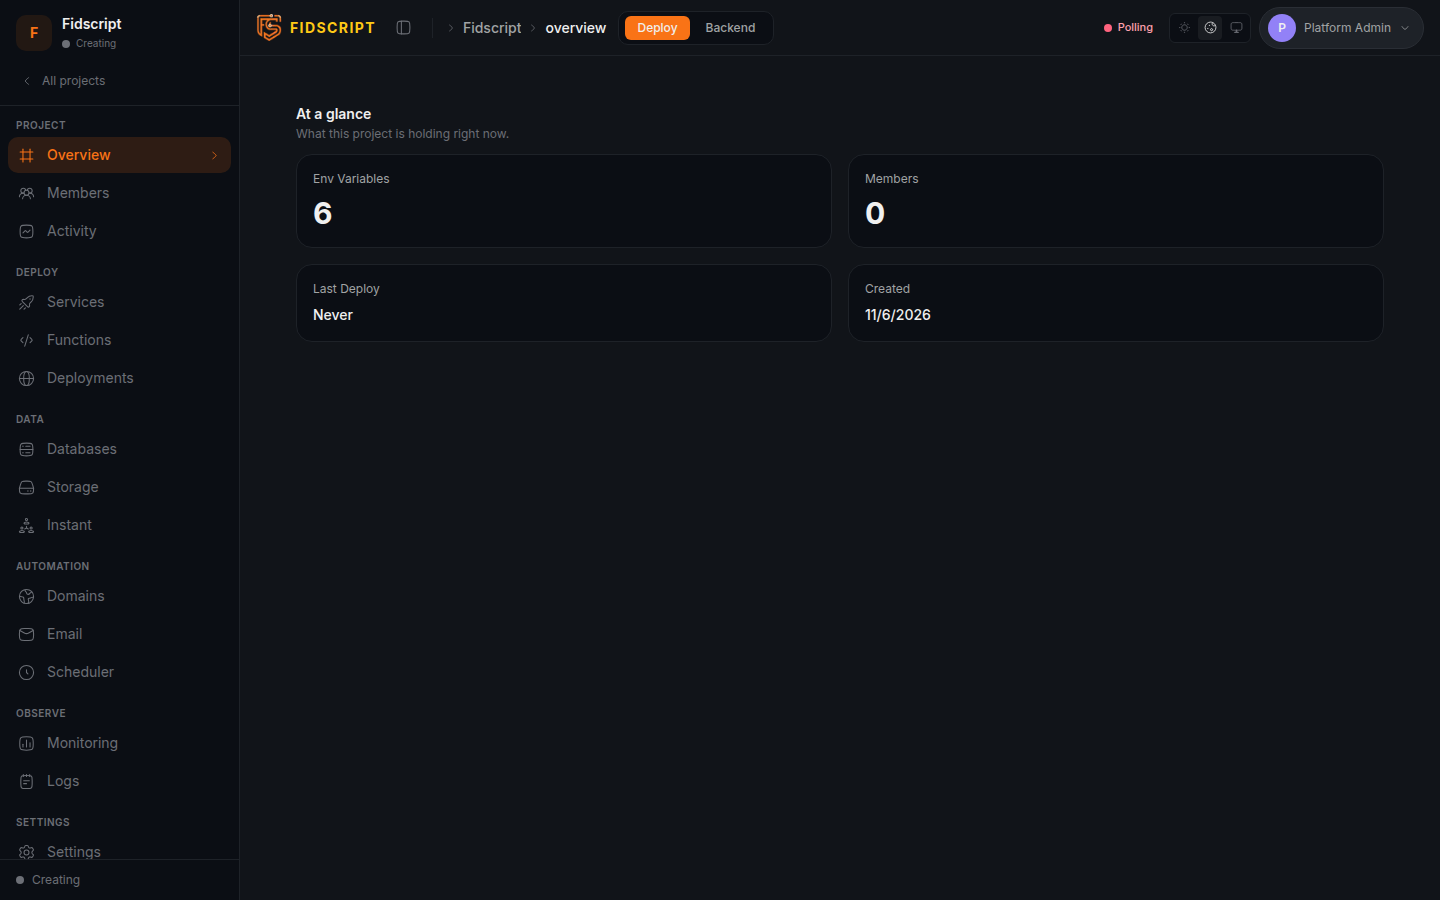 Fidscript
Creating
All projects
PROJECT
Overview
Members
Activity
DEPLOY
Services
Functions
Deployments
DATA
Databases
Storage
Instant
AUTOMATION
Domains
Email
Scheduler
OBSERVE
Monitoring
Logs
SETTINGS
Settings
Creating
FIDSCRIPT
Fidscript
overview
Deploy
Backend
Polling
P
Platform Admin
At a glance
What this project is holding right now.
Env Variables
6
Members
0
Last Deploy
Never
Created
11/6/2026
F